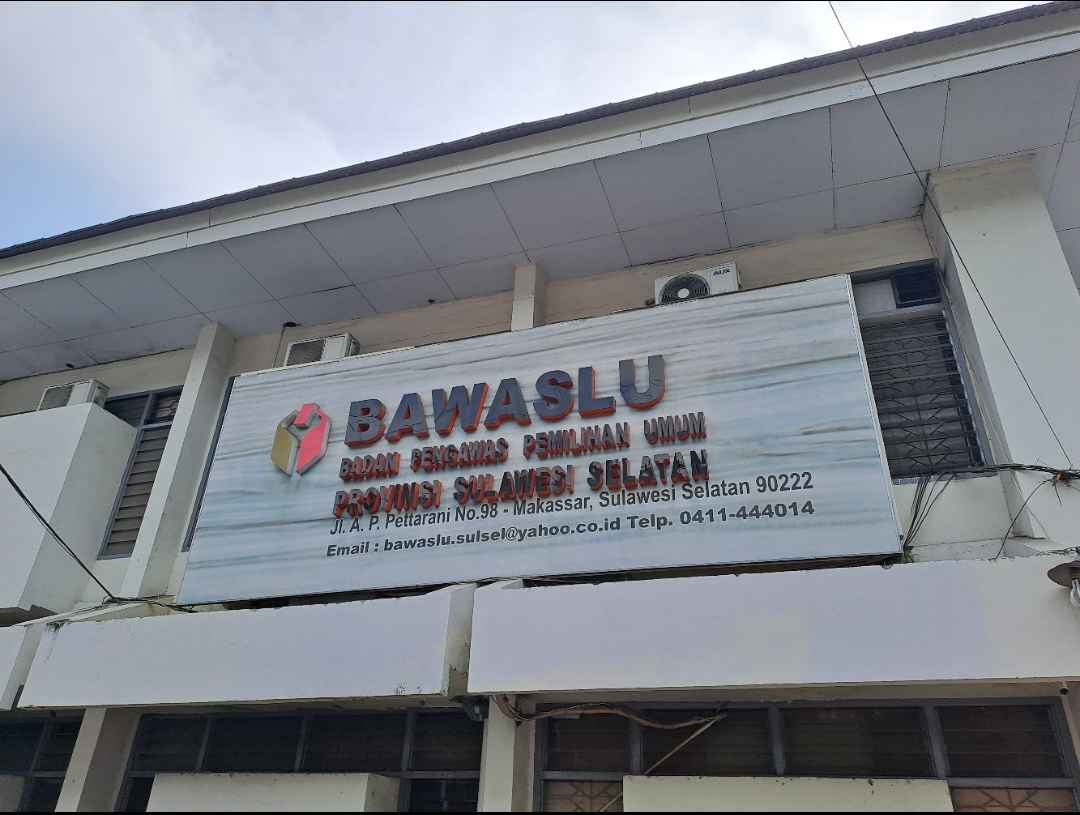 BAWASLU
BADAN PENGAWAS PEMILIHAN UMUM
PROVINSI SULAWESI SELATAN
Jl. A. P. Pettarani No.98 - Makassar, Sulawesi Selatan 90222
Email : bawaslu.sulsel@yahoo.co.id Telp. 0411-444014
AUX